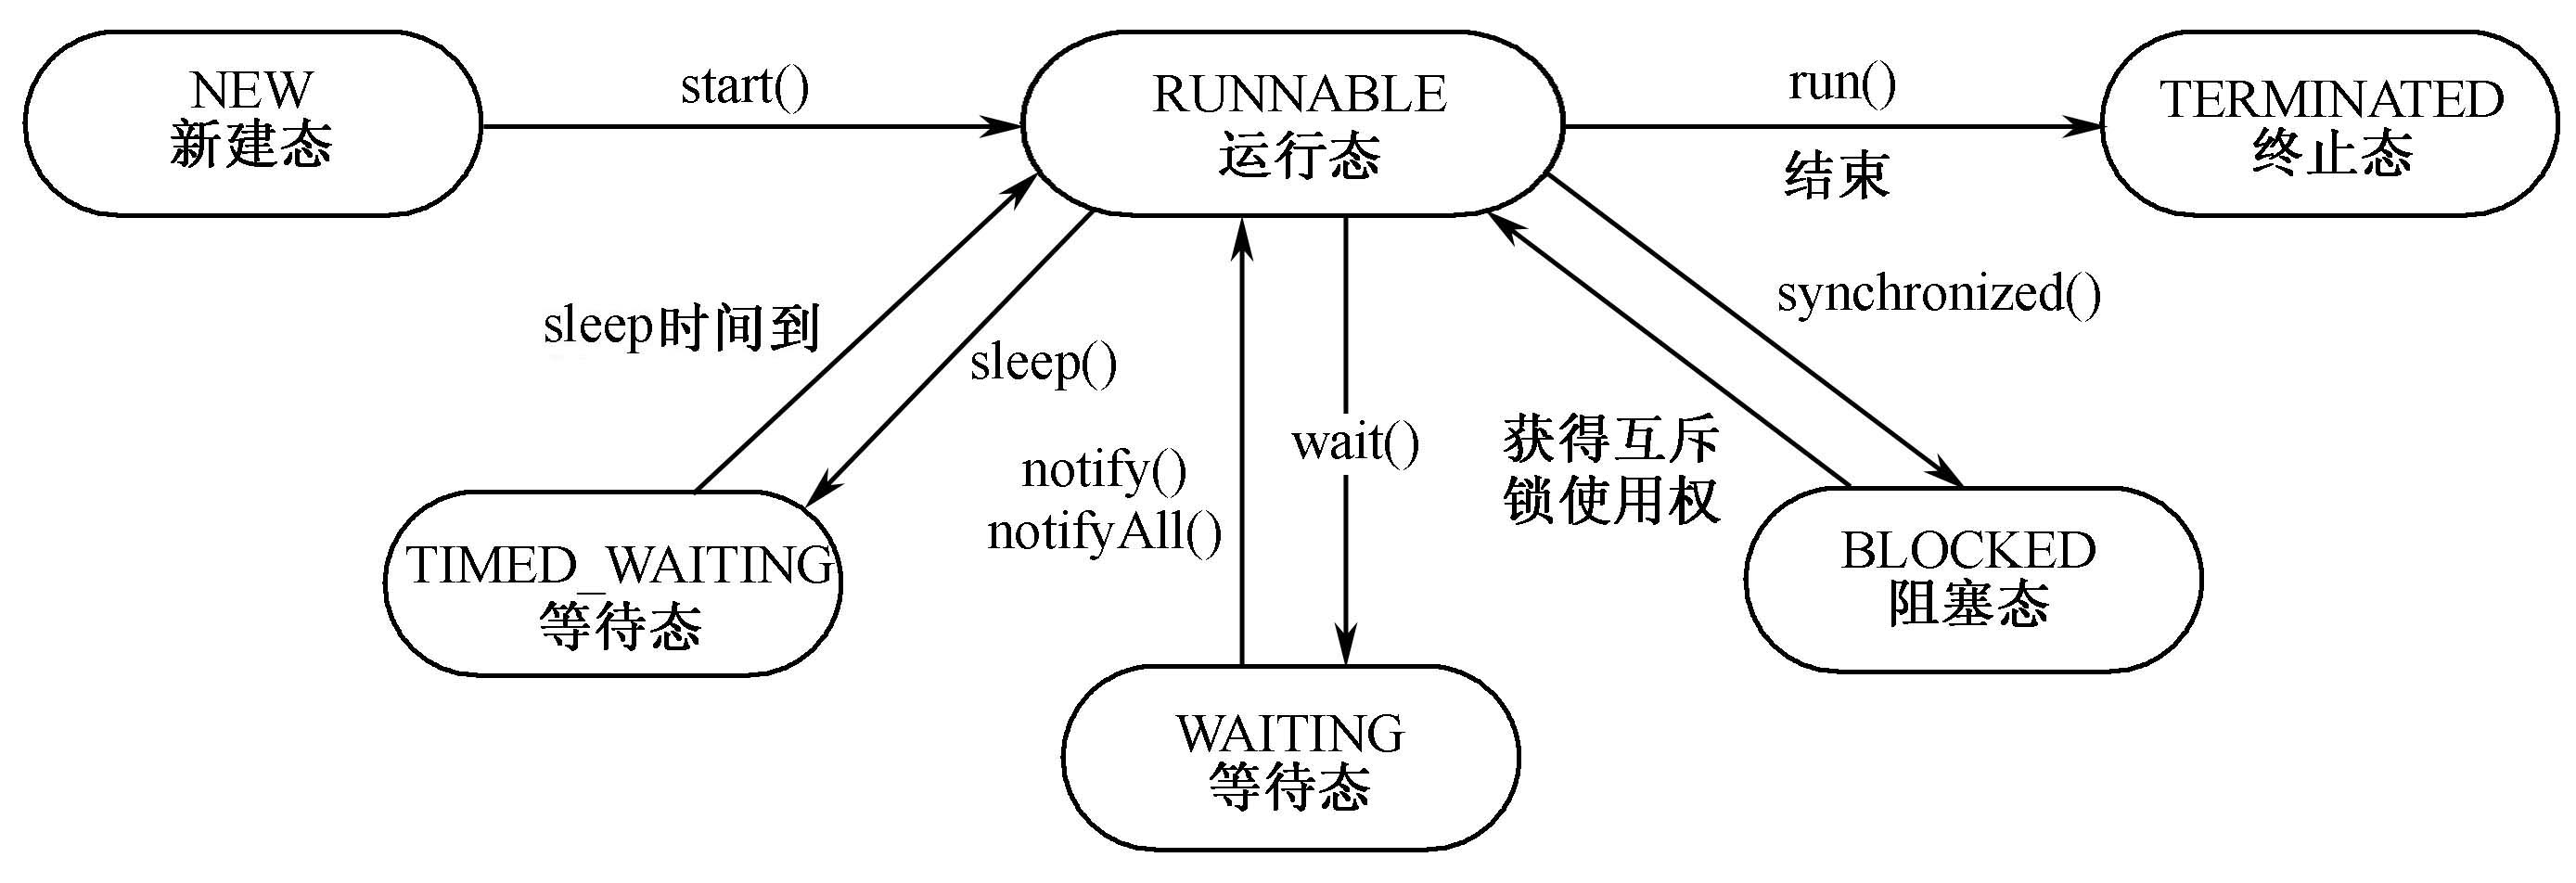 NEW
新建态
start()
RUNNABLE
运行态
run()
结束
TERMINATED
终止态
sleep时间到
sleep()
notify()
notifyAll()
wait()
获得互斥
锁使用权
synchronized()
TIMED_WAITING
等待态
WAITING
等待态
BLOCKED
阻塞态